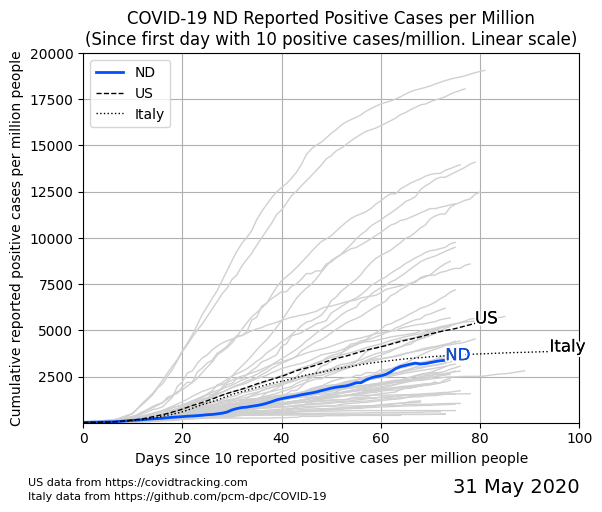 COVID-19 ND Reported Positive Cases per Million
(Since first day with 10 positive cases/million. Linear scale)
Cumulative reported positive cases per million people
20000
17500
15000
12500
10000
7500
5000
2500
ND
US
Italy
US
Italy
ND
0
20
40
60
80
100
Days since 10 reported positive cases per million people
US data from https://covidtracking.com
Italy data from https://github.com/pcm-dpc/COVID-19
31 May 2020